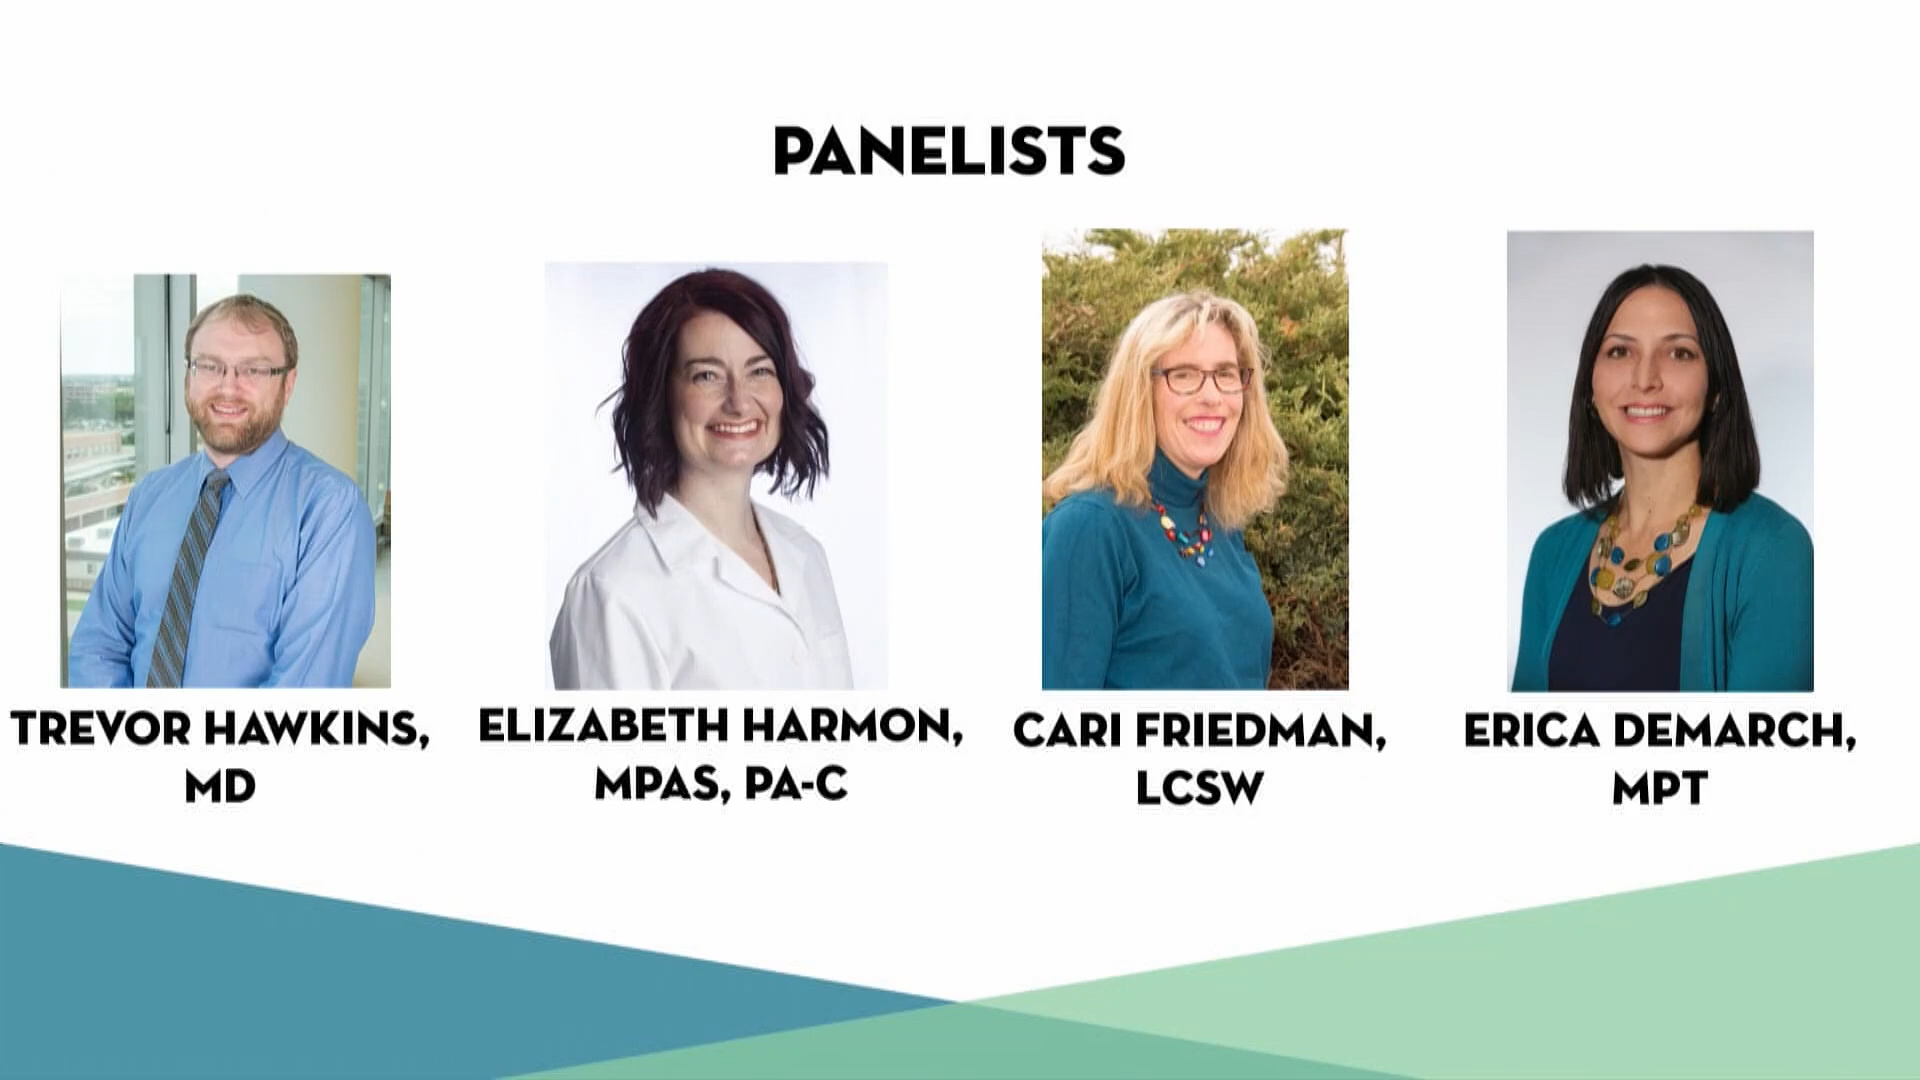 PANELISTS
TREVOR HAWKINS,
MD
ELIZABETH HARMON,
MPAS, PA-C
CARI FRIEDMAN,
LCSW
ERICA DEMARCH,
MPT